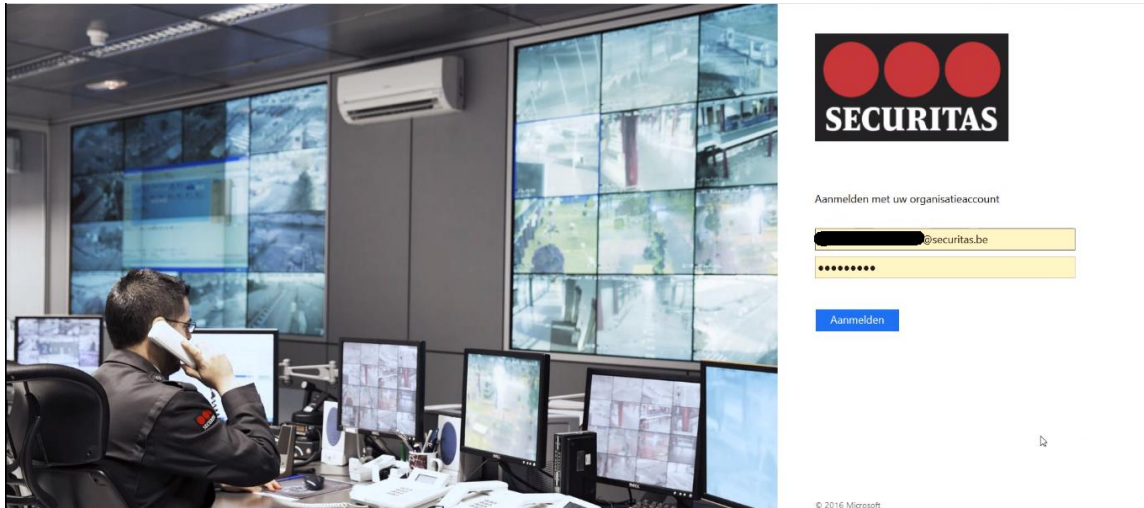 SECURITAS
Aanmelden met uw organisatieaccount
@securitas.be
•••••••••
Aanmelden
© 2016 Microsoft